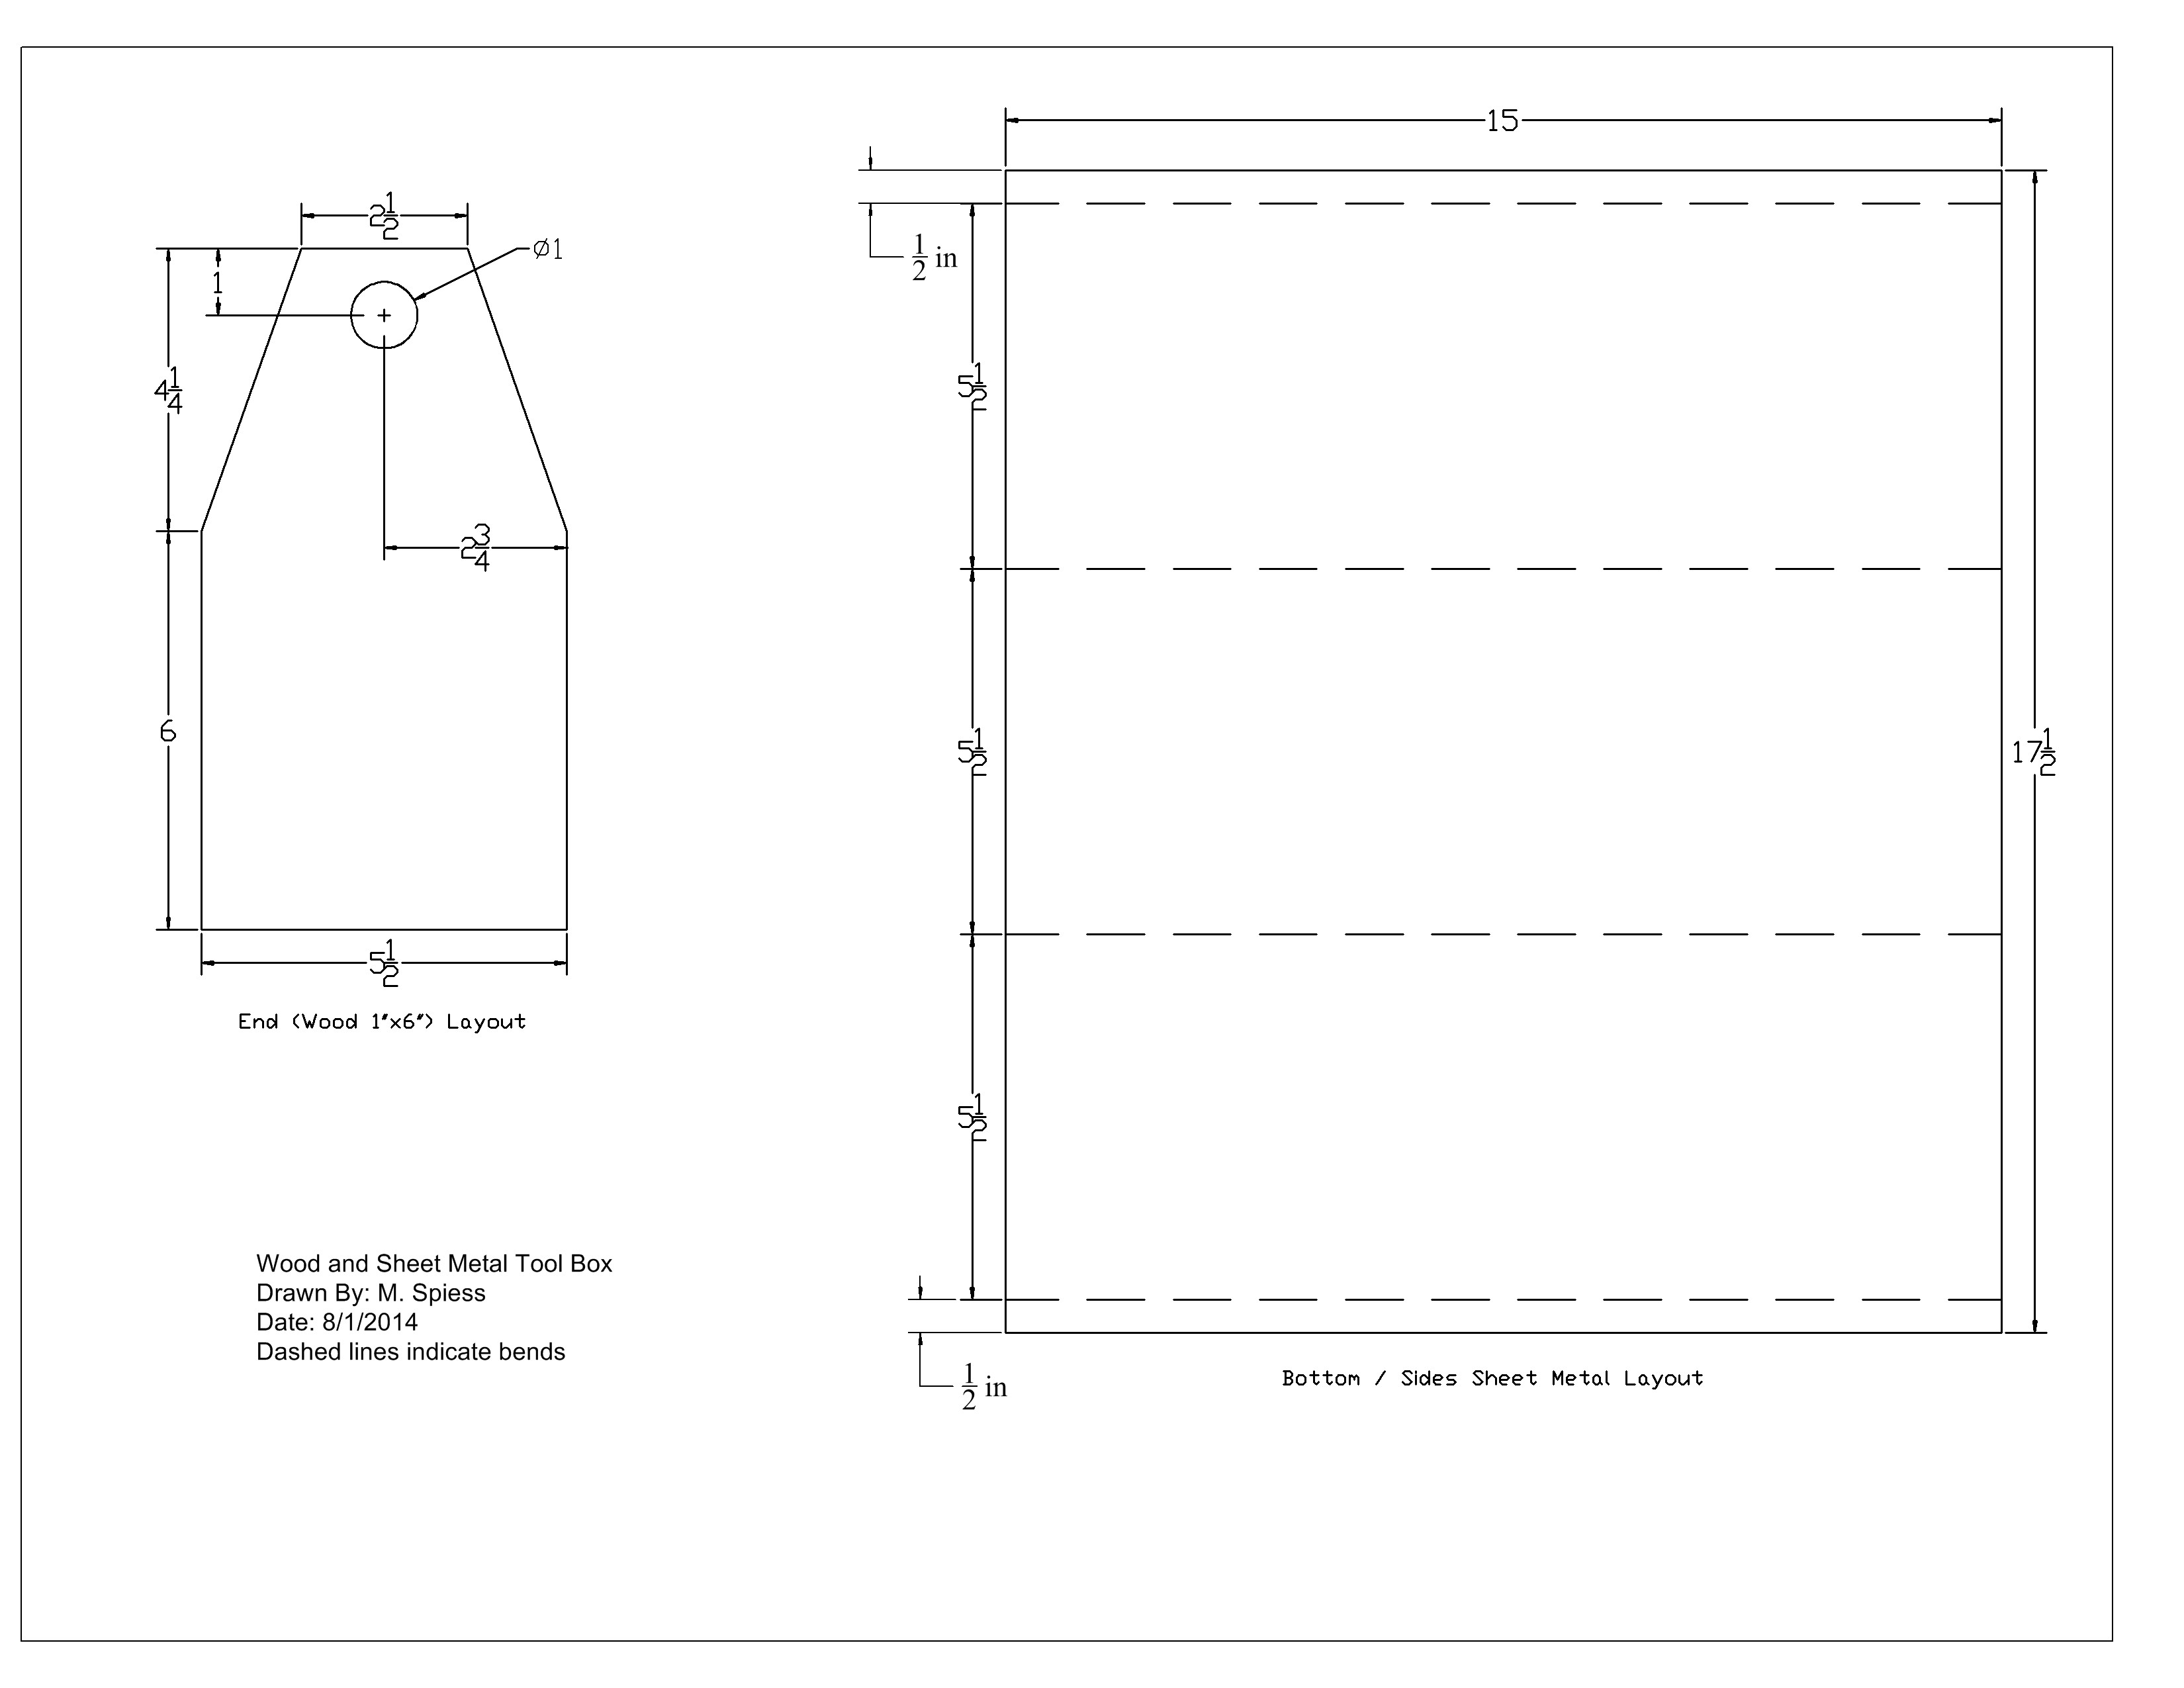 15
2 1/2
⌀1
1
1/2 in
4 1/4
5 1/2
2 3/4
6
5 1/2
17 1/2
5 1/2
End (Wood 1"x6") Layout
5 1/2
Wood and Sheet Metal Tool Box
Drawn By: M. Spiess
Date: 8/1/2014
Dashed lines indicate bends
1/2 in
Bottom / Sides Sheet Metal Layout